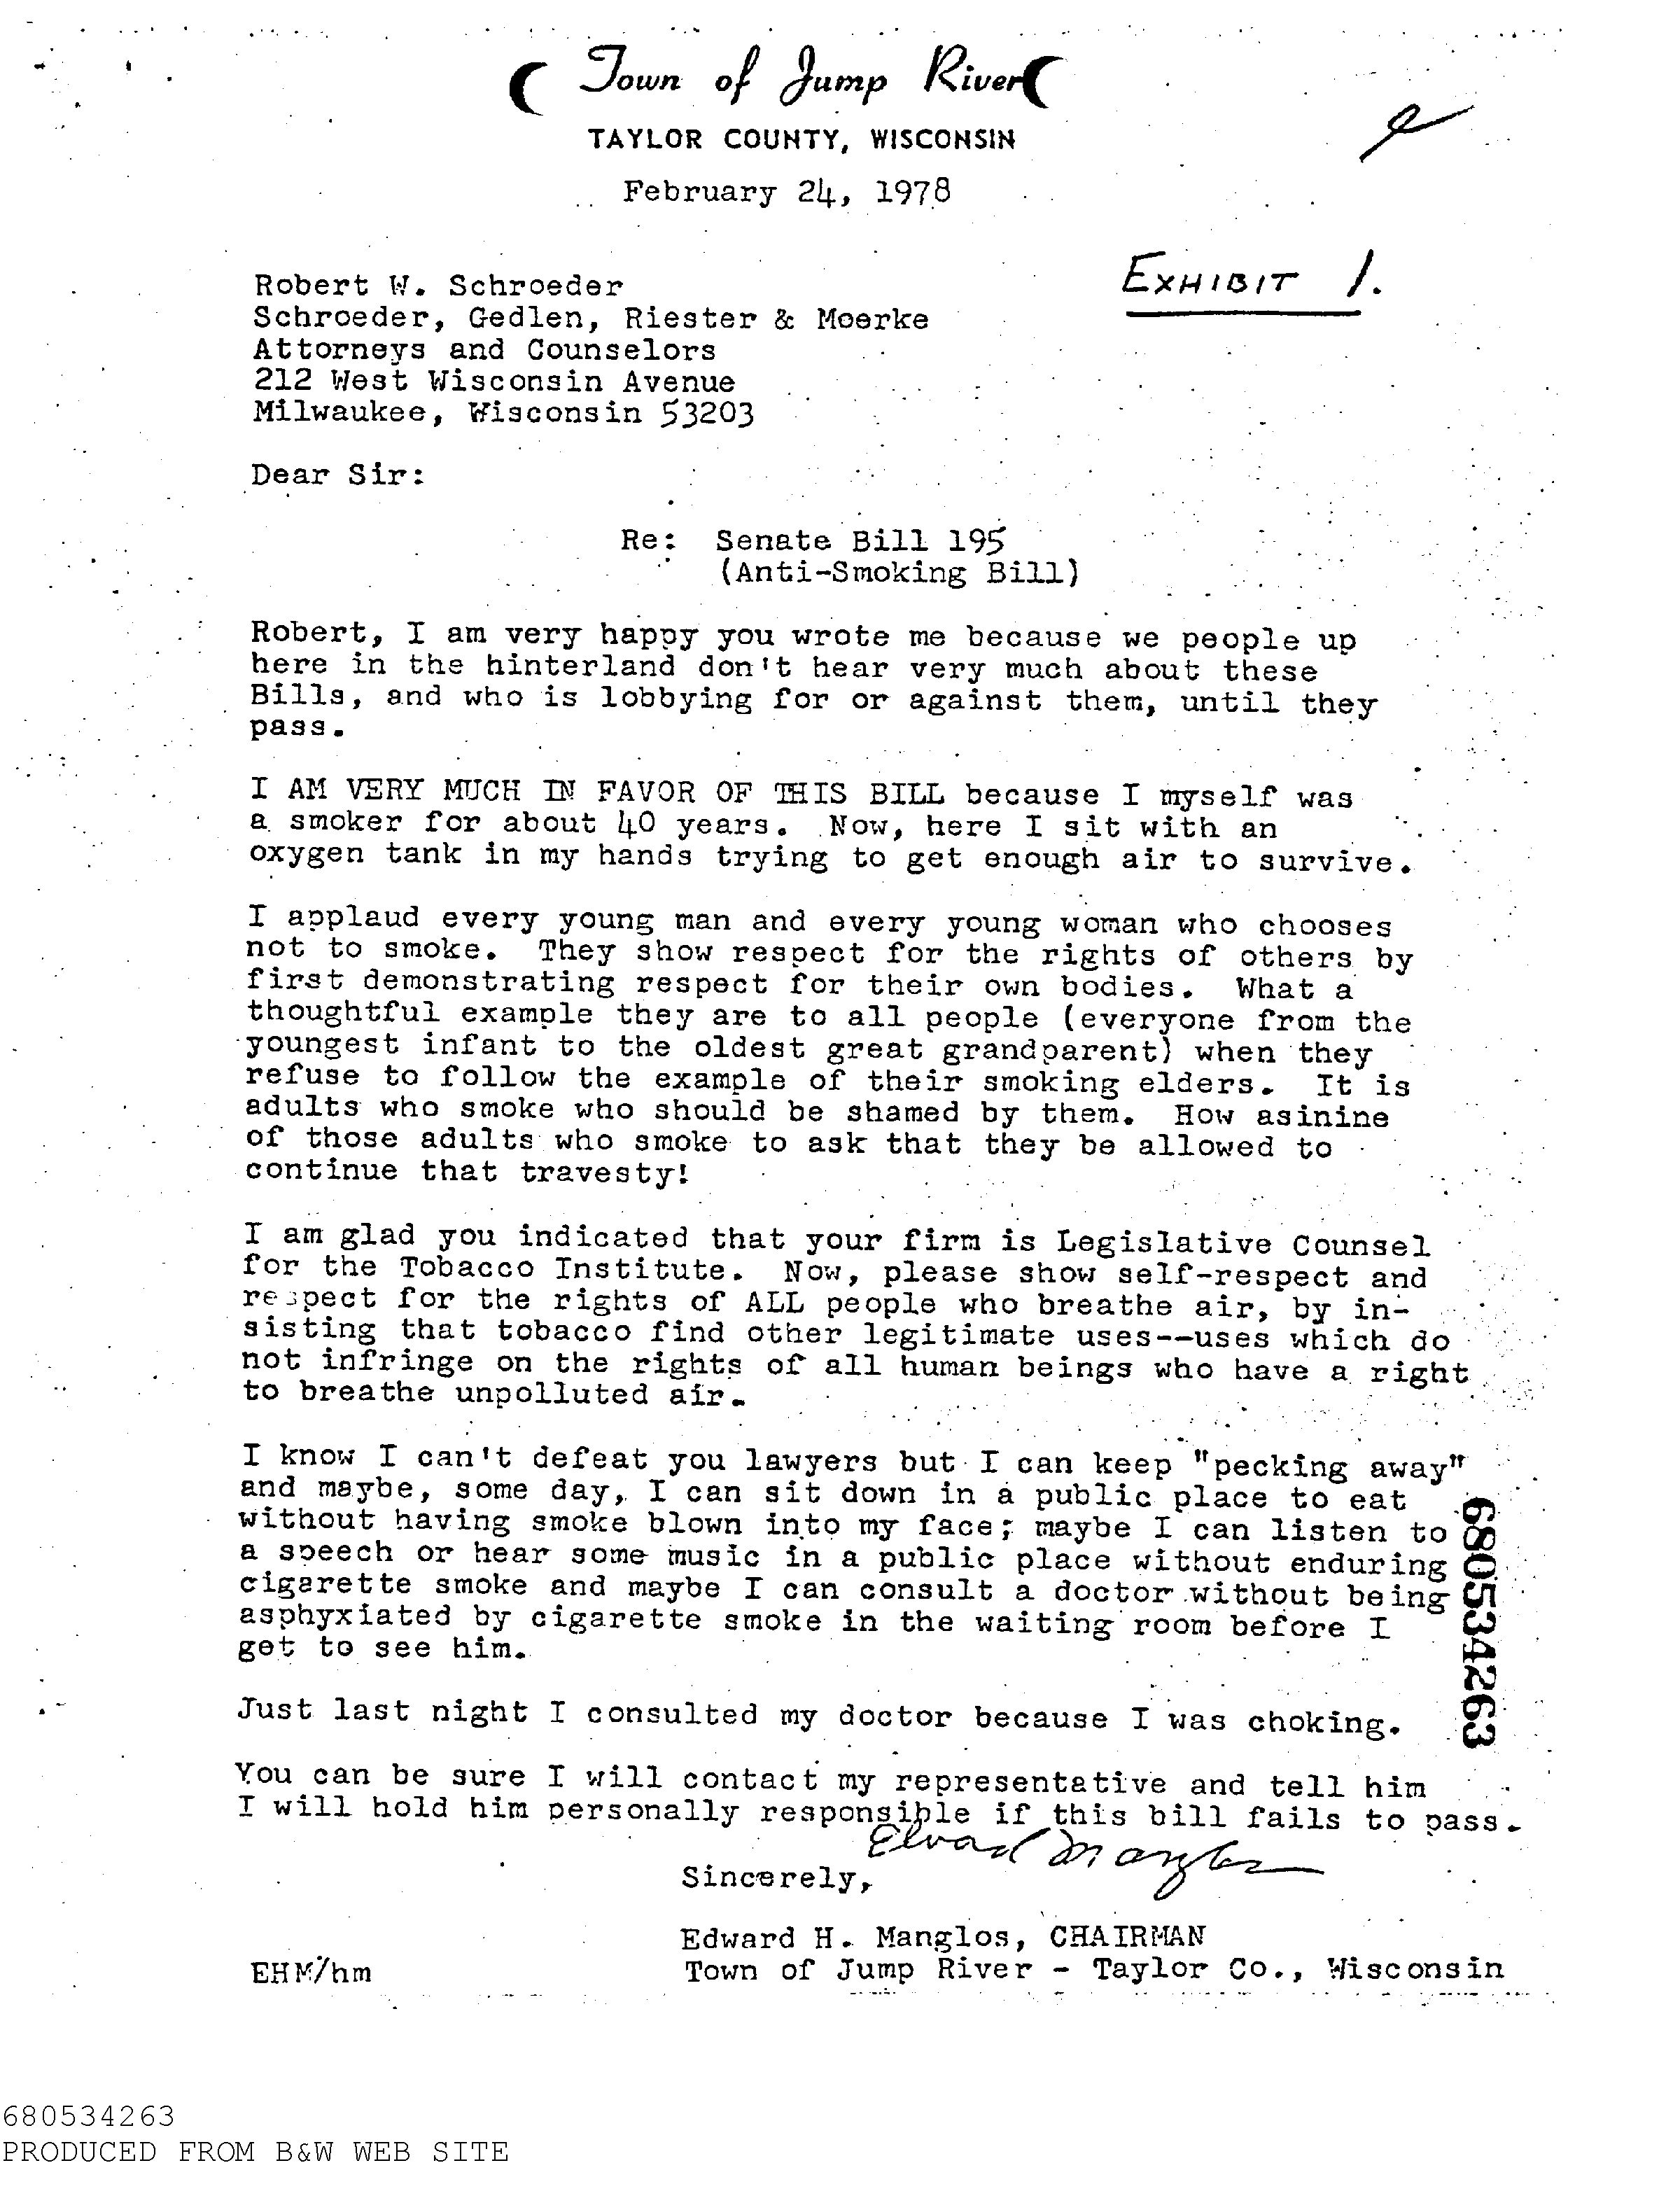 Town of Jump River
TAYLOR COUNTY, WISCONSIN
February 24, 1978
EXHIBIT 1.
Robert W. Schroeder
Schroeder, Gedlen, Riester & Moerke
Attorneys and Counselors
212 West Wisconsin Avenue
Milwaukee, Wisconsin 53203
Dear Sir:
Re: Senate Bill 195
(Anti-Smoking Bill)
Robert, I am very happy you wrote me because we people up
here in the hinterland don't hear very much about these
Bills, and who is lobbying for or against them, until they
pass.
I AM VERY MUCH IN FAVOR OF THIS BILL because I myself was
a smoker for about 40 years. Now, here I sit with an
oxygen tank in my hands trying to get enough air to survive.
I applaud every young man and every young woman who chooses
not to smoke. They show respect for the rights of others by
first demonstrating respect for their own bodies. What a
thoughtful example they are to all people (everyone from the
youngest infant to the oldest great grandparent) when they
refuse to follow the example of their smoking elders. It is
adults who smoke who should be shamed by them. How asinine
of those adults who smoke to ask that they be allowed to
continue that travesty!
I am glad you indicated that your firm is Legislative Counsel
for the Tobacco Institute. Now, please show self-respect and
respect for the rights of ALL people who breathe air, by in-
sisting that tobacco find other legitimate uses--uses which do
not infringe on the rights of all human beings who have a right
to breathe unpolluted air.
I know I can't defeat you lawyers but I can keep "pecking away"
and maybe, some day, I can sit down in a public place to eat
without having smoke blown into my face; maybe I can listen to
a speech or hear some music in a public place without enduring
cigarette smoke and maybe I can consult a doctor without being
asphyxiated by cigarette smoke in the waiting room before I
get to see him.
Just last night I consulted my doctor because I was choking.
You can be sure I will contact my representative and tell him
I will hold him personally responsible if this bill fails to pass.
Sincerely,
Edward H. Manglos, CHAIRMAN
EHM/hm
Town of Jump River - Taylor Co., Wisconsin
680534263
680534263
PRODUCED FROM B&W WEB SITE